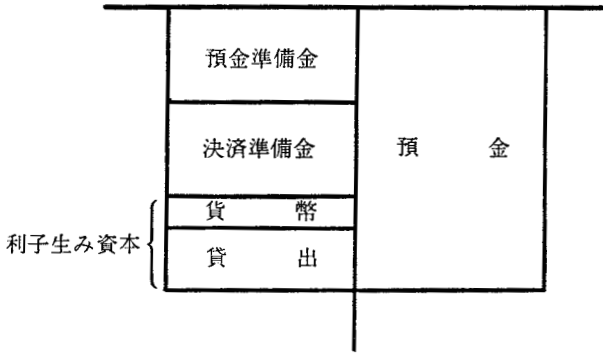 預金準備金
決済準備金
預金
貨幣
利子生み資本
貸出